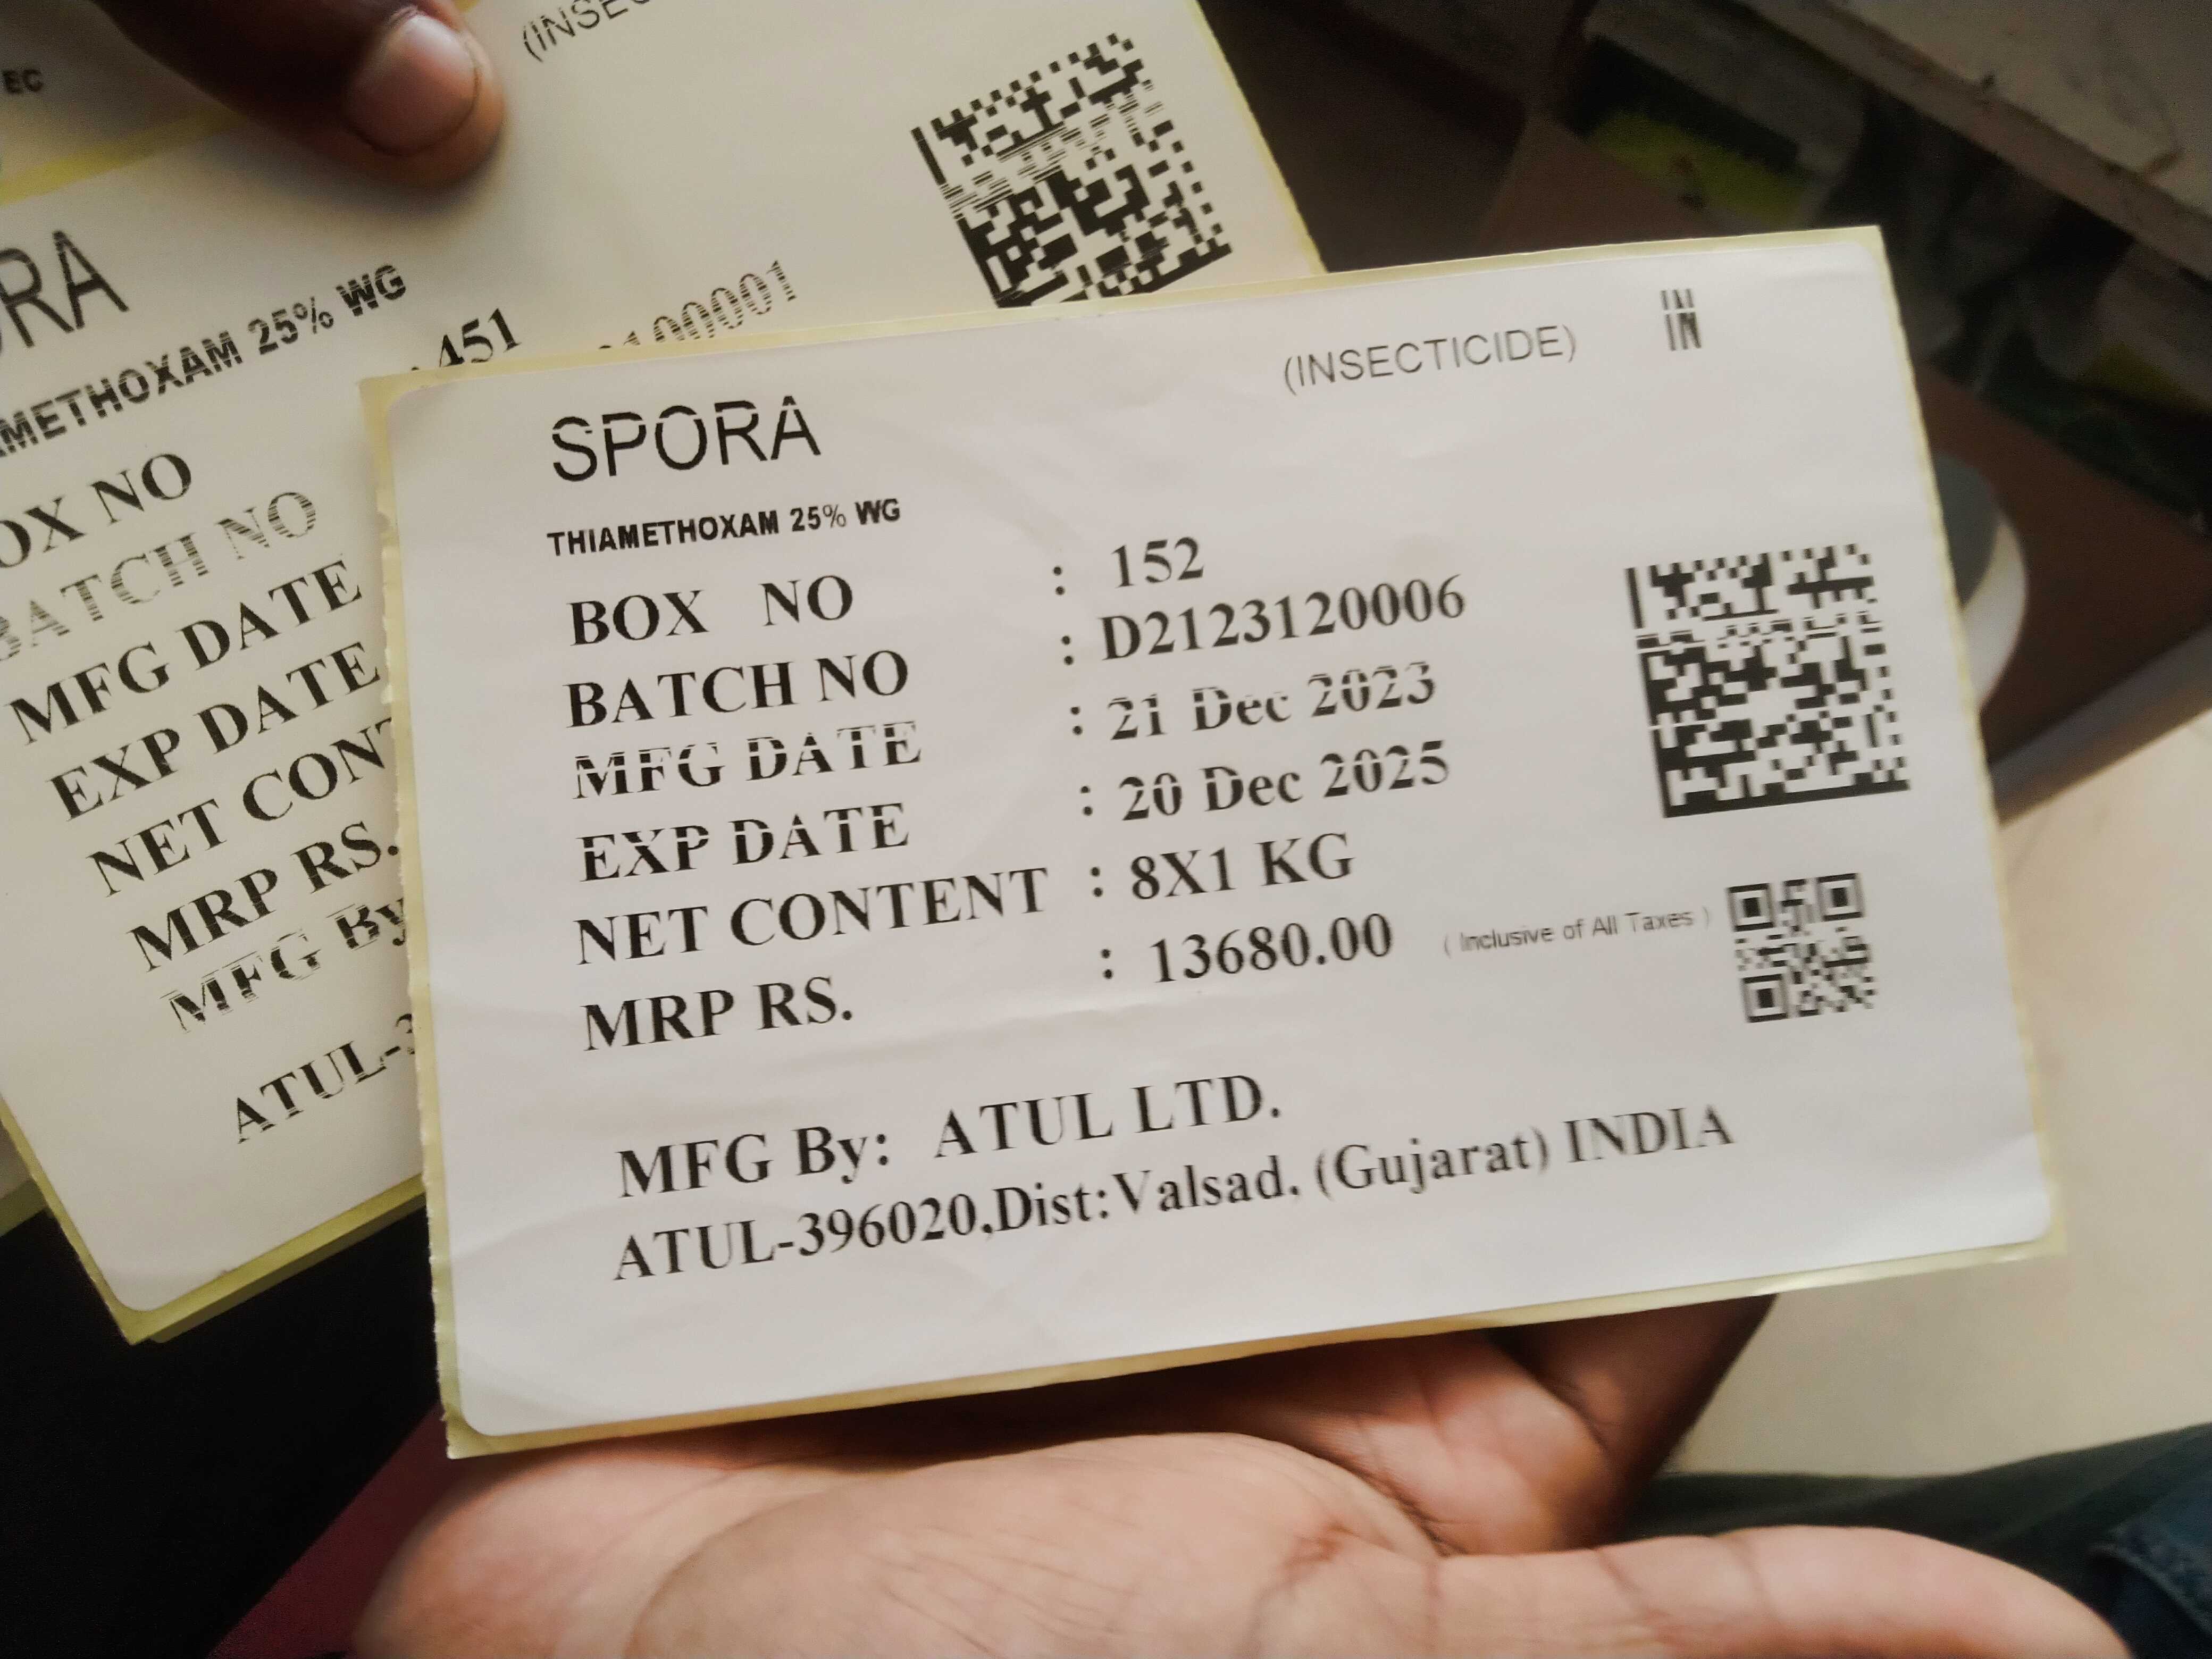 EC
(INSEC
RA
METHOXAM 25% WG
451
100001
OX NO
BATCH NO
MFG DATE
EXP DATE
NET CONT
MRP RS.
MFG By
ATUL-3
(INSECTICIDE)
IN
SPORA
THIAMETHOXAM 25% WG
BOX NO : 152
BATCH NO : D2123120006
MFG DATE : 21 Dec 2023
EXP DATE : 20 Dec 2025
NET CONTENT : 8X1 KG
MRP RS. : 13680.00 ( Inclusive of All Taxes )
MFG By: ATUL LTD.
ATUL-396020,Dist:Valsad. (Gujarat) INDIA